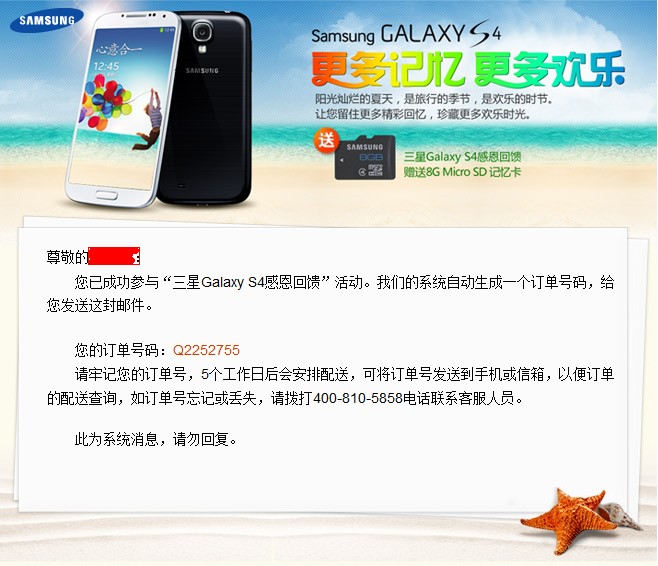 SAMSUNG
心意合一
12:45
SAMSUNG
Samsung GALAXY S4
更多记忆 更多欢乐
阳光灿烂的夏天，是旅行的季节，是欢乐的时节。
让您留住更多精彩回忆，珍藏更多欢乐时光。
送
SAMSUNG
8GB
三星Galaxy S4感恩回馈
赠送8G Micro SD 记忆卡
尊敬的
您已成功参与“三星Galaxy S4感恩回馈”活动。我们的系统自动生成一个订单号码，给
您发送这封邮件。
您的订单号码：Q2252755
请牢记您的订单号，5个工作日后会安排配送，可将订单号发送到手机或信箱，以便订单
的配送查询，如订单号忘记或丢失，请拨打400-810-5858电话联系客服人员。
此为系统消息，请勿回复。